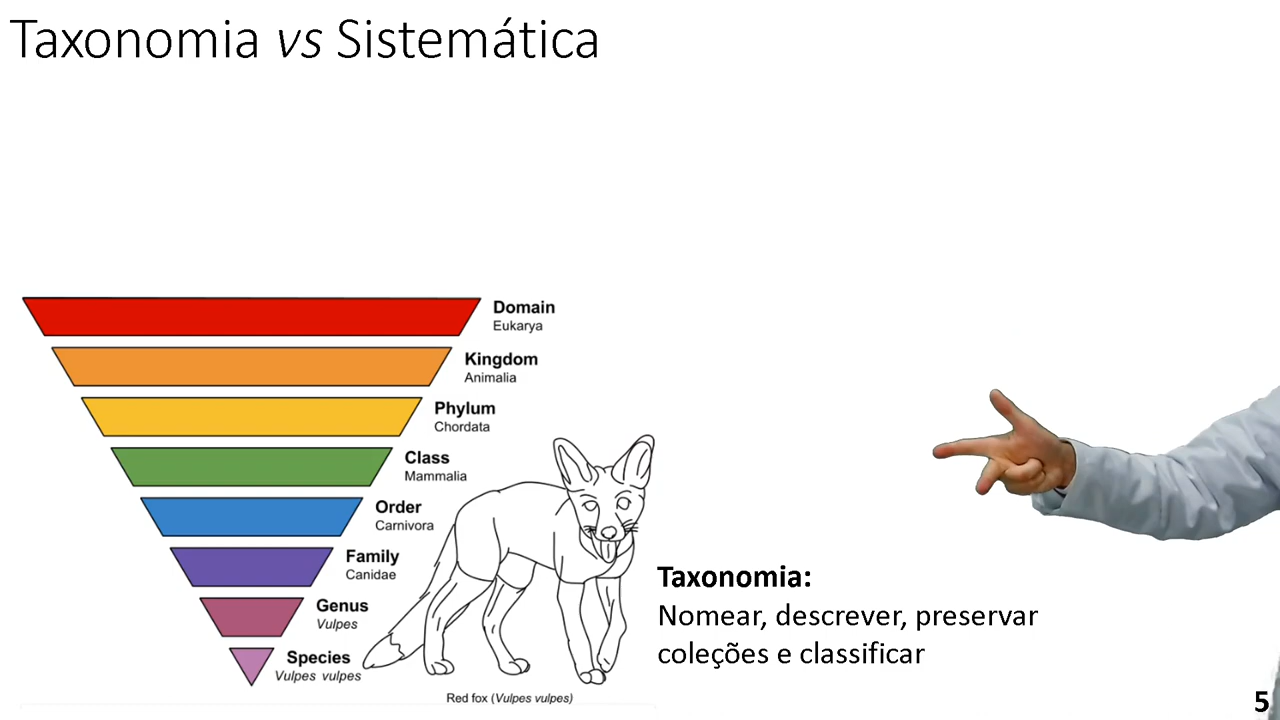 Taxonomia vs Sistemática
Domain
Eukarya
Kingdom
Animalia
Phylum
Chordata
Class
Mammalia
Order
Carnivora
Family
Canidae
Genus
Vulpes
Species
Vulpes vulpes
Red fox (Vulpes vulpes)
Taxonomia:
Nomear, descrever, preservar
coleções e classificar
5